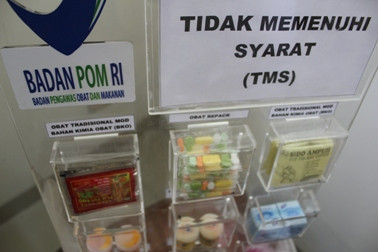 TIDAK MEMENUHI
SYARAT
(TMS)
BADAN POM RI
BADAN PENGAWAS OBAT DAN MAKANAN
OBAT TRADISIONAL MGD
BAHAN KIMIA OBAT (BKO)
OBAT REPACK
OBAT TRADISIONAL MGD
BAHAN KIMIA OBAT (BKO)